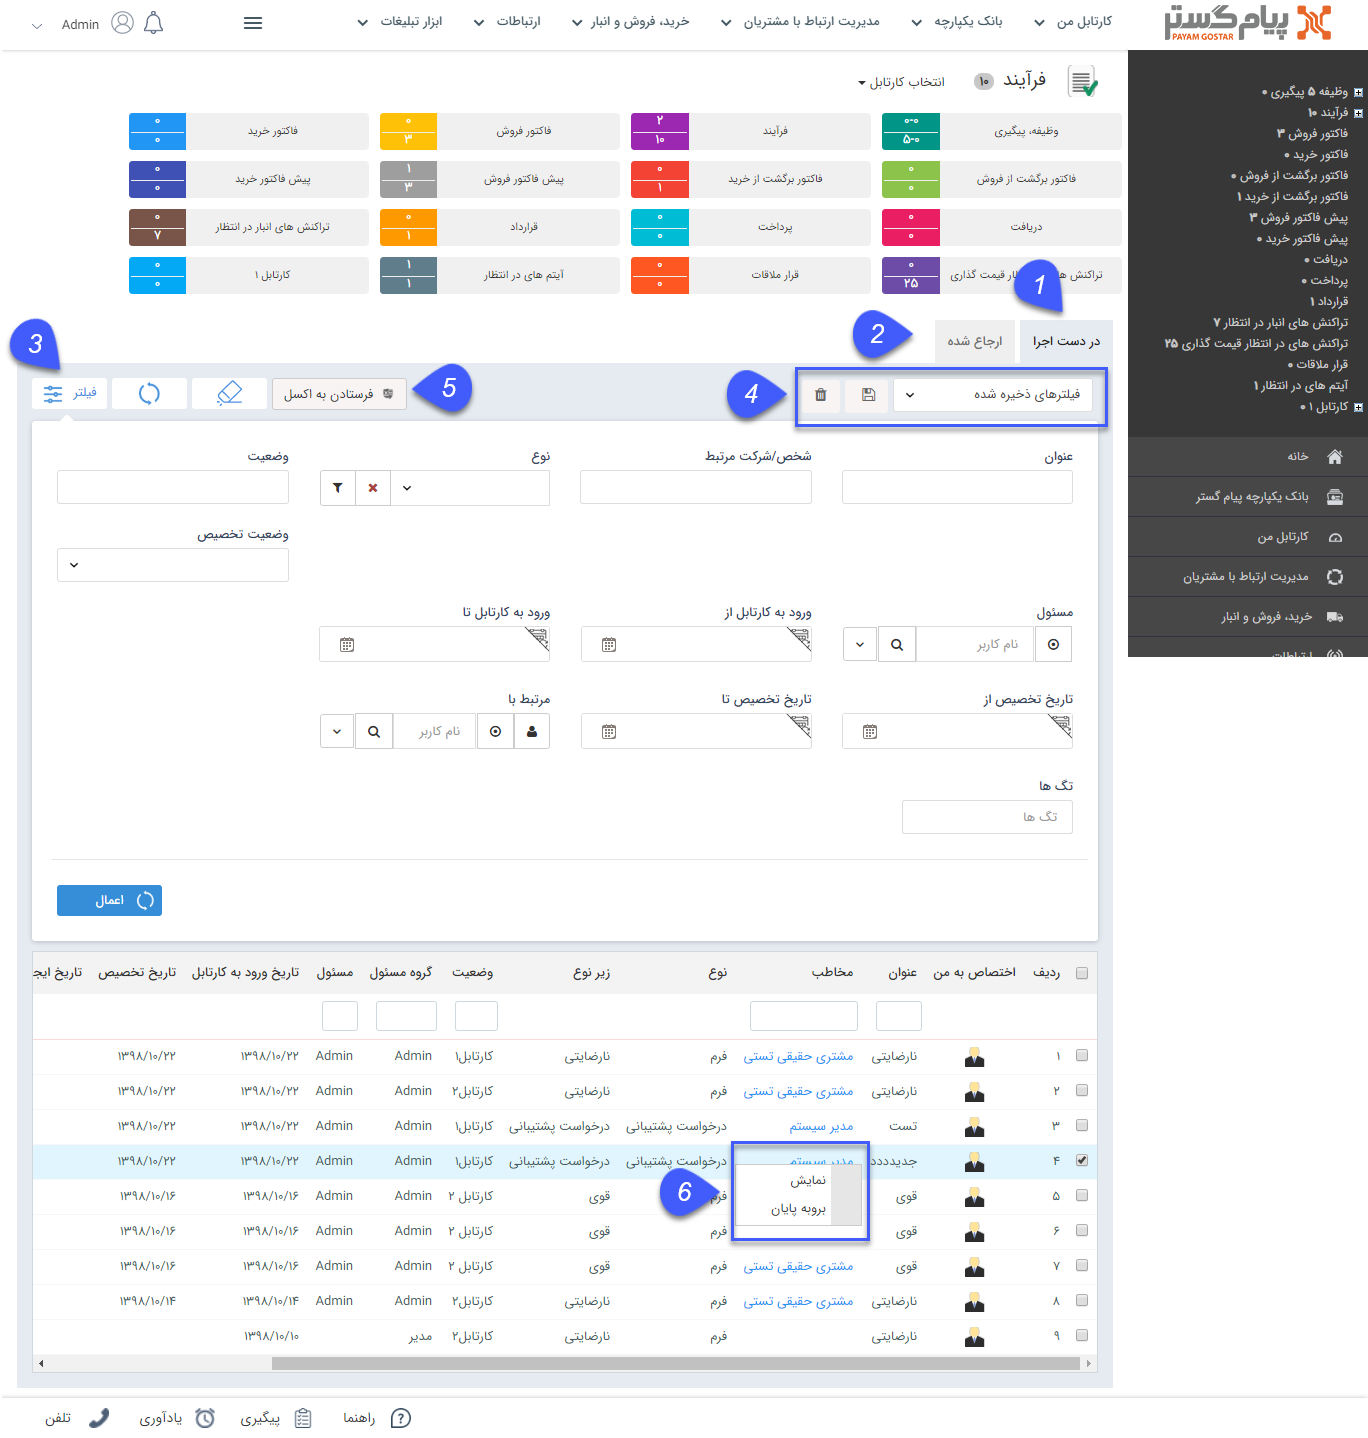 پیام‌گستر
PAYAM GOSTAR
کارتابل من
بانک یکپارچه
مدیریت ارتباط با مشتریان
خرید، فروش و انبار
ارتباطات
ابزار تبلیغات
Admin
وظیفه ۵ پیگیری ۰
فرآیند ۱۰
فاکتور فروش ۳
فاکتور خرید ۰
فاکتور برگشت از فروش ۰
فاکتور برگشت از خرید ۱
پیش فاکتور فروش ۳
پیش فاکتور خرید ۰
دریافت ۰
پرداخت ۰
قرارداد ۱
تراکنش های انبار در انتظار ۷
تراکنش های در انتظار قیمت گذاری ۲۵
قرار ملاقات ۰
آیتم های در انتظار ۱
کارتابل ۱ ۰
خانه
بانک یکپارچه پیام گستر
کارتابل من
مدیریت ارتباط با مشتریان
خرید، فروش و انبار
ارتباطات
فرآیند ۱۰ انتخاب کارتابل
وظیفه، پیگیری ۰-۰ ۵-۰ فرآیند ۲ ۱۰ فاکتور فروش ۰ ۳ فاکتور خرید ۰ ۰
فاکتور برگشت از فروش ۰ ۰ فاکتور برگشت از خرید ۰ ۱ پیش فاکتور فروش ۱ ۳ پیش فاکتور خرید ۰ ۰
دریافت ۰ ۰ پرداخت ۰ ۰ قرارداد ۰ ۱ تراکنش های انبار در انتظار ۰ ۷
تراکنش ظار قیمت گذاری ۰ ۲۵ قرار ملاقات ۰ ۰ آیتم های در انتظار ۱ ۱ کارتابل ۱ ۰ ۰
1
2
3
در دست اجرا ارجاع شده
فیلترهای ذخیره شده
4
5
فرستادن به اکسل
فیلتر
عنوان شخص/شرکت مرتبط نوع وضعیت
وضعیت تخصیص
مسئول ورود به کارتابل از ورود به کارتابل تا
نام کاربر
تاریخ تخصیص از تاریخ تخصیص تا مرتبط با
نام کاربر
تگ ها
تگ ها
اعمال
ردیف اختصاص به من عنوان مخاطب نوع زیر نوع وضعیت گروه مسئول مسئول تاریخ ورود به کارتابل تاریخ تخصیص تاریخ ایجا
۱ نارضایتی مشتری حقیقی تستی فرم نارضایتی کارتابل۱ Admin Admin ۱۳۹۸/۱۰/۲۲ ۱۳۹۸/۱۰/۲۲
۲ نارضایتی مشتری حقیقی تستی فرم نارضایتی کارتابل۲ Admin Admin ۱۳۹۸/۱۰/۲۲ ۱۳۹۸/۱۰/۲۲
۳ تست مدیر سیستم درخواست پشتیبانی درخواست پشتیبانی کارتابل۱ Admin Admin ۱۳۹۸/۱۰/۲۲ ۱۳۹۸/۱۰/۲۲
۴ جدیدددد مدیر سیستم درخواست پشتیبانی درخواست پشتیبانی کارتابل۱ Admin Admin ۱۳۹۸/۱۰/۲۲ ۱۳۹۸/۱۰/۲۲
نمایش
بروبه پایان
6
۵ قوی فرم قوی کارتابل ۲ Admin Admin ۱۳۹۸/۱۰/۱۶ ۱۳۹۸/۱۰/۱۶
۶ قوی فرم قوی کارتابل ۲ Admin Admin ۱۳۹۸/۱۰/۱۶ ۱۳۹۸/۱۰/۱۶
۷ قوی مشتری حقیقی تستی فرم قوی کارتابل ۲ Admin Admin ۱۳۹۸/۱۰/۱۶ ۱۳۹۸/۱۰/۱۶
۸ نارضایتی مشتری حقیقی تستی فرم نارضایتی کارتابل۲ Admin Admin ۱۳۹۸/۱۰/۱۴ ۱۳۹۸/۱۰/۱۴
۹ نارضایتی فرم نارضایتی کارتابل۲ مدیر ۱۳۹۸/۱۰/۱۰
راهنما پیگیری یادآوری تلفن